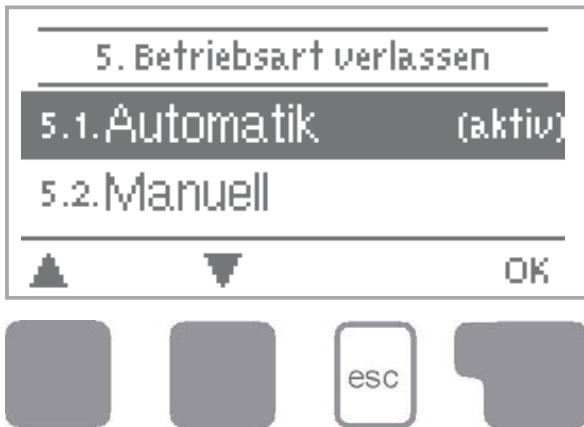 5. Betriebsart verlassen
5.1. Automatik (aktiv)
5.2. Manuell
OK
esc